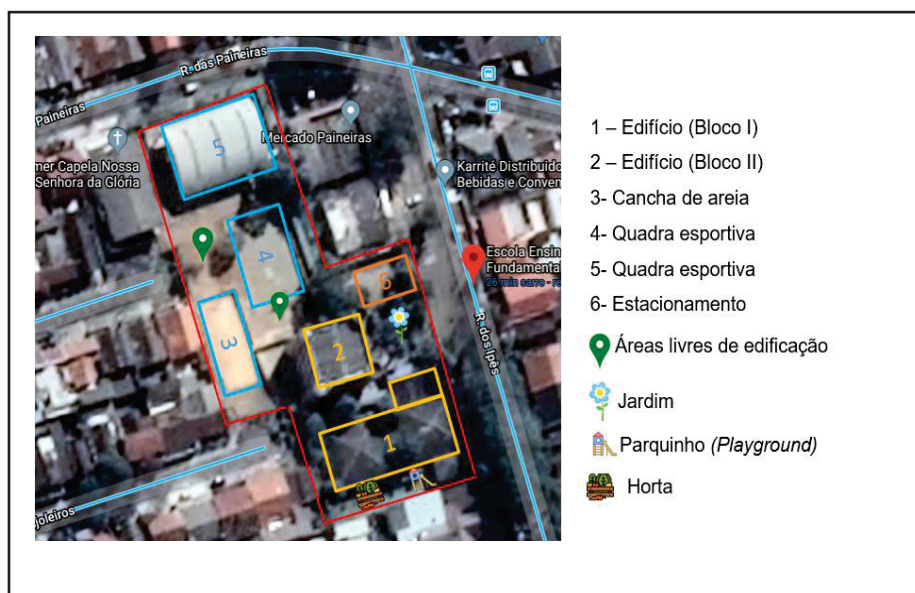 R. das Paineiras
Paineiras
5
Mercado Paineiras
mer Capela Nossa
Senhora da Glória
Karrité Distribuido
Bebidas e Conven
4
Escola Ensin
Fundamental
6
R. dos Ipês
3
2
1
joleiros
1 – Edifício (Bloco I)
2 – Edifício (Bloco II)
3- Cancha de areia
4- Quadra esportiva
5- Quadra esportiva
6- Estacionamento
Áreas livres de edificação
Jardim
Parquinho (Playground)
Horta